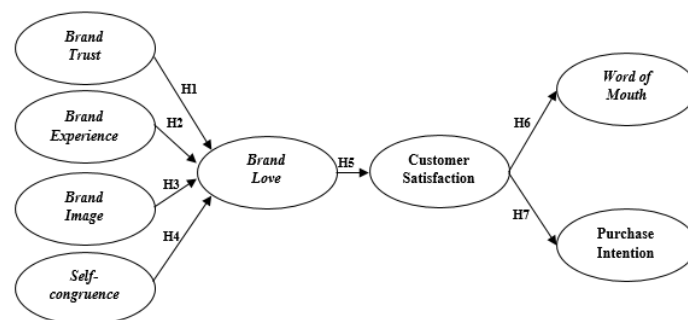 Brand
Trust
H1
Brand
Experience
H2
Brand
Image
H3
Self-
congruence
H4
Brand
Love
H5
Customer
Satisfaction
H6
Word of
Mouth
H7
Purchase
Intention